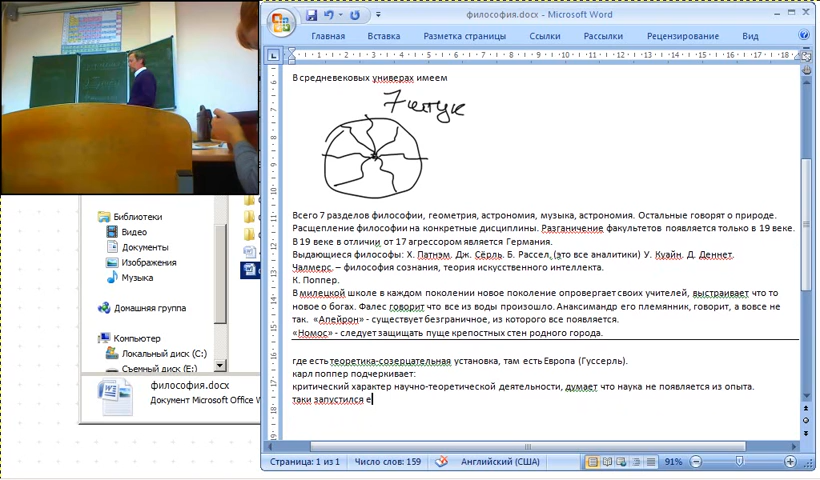 философия.docx - Microsoft Word
Главная Вставка Разметка страницы Ссылки Рассылки Рецензирование Вид
В средневековых универах имеем
7 штук
Всего 7 разделов философии, геометрия, астрономия, музыка, астрономия. Остальные говорят о природе.
Расщепление философии на конкретные дисциплины. Разганичение факультетов появляется только в 19 веке.
В 19 веке в отличии от 17 агрессором является Германия.
Выдающиеся философы: Х. Патнэм, Дж. Сёрль. Б. Рассел, (это все аналитики) У. Куайн. Д. Деннет.
Чалмерс. – философия сознания, теория искусственного интеллекта.
К. Поппер.
В милецкой школе в каждом поколении новое поколение опровергает своих учителей, выстраивает что то
новое о богах. Фалес говорит что все из воды произошло. Анаксимандр его племянник, говорит, а вовсе не
так. «Апейрон» - существует безграничное, из которого все появляется.
«Номос» - следует защищать пуще крепостных стен родного города.
где есть теоретика-созерцательная установка, там есть Европа (Гуссерль).
карл поппер подчеркивает:
критический характер научно-теоретической деятельности, думает что наука не появляется из опыта.
таки запустился е
Страница: 1 из 1 Число слов: 159 Английский (США) 91%
Библиотеки
Видео
Документы
Изображения
Музыка
Домашняя группа
Компьютер
Локальный диск (C:)
Съемный диск (E:)
философия.docx
Документ Microsoft Office W